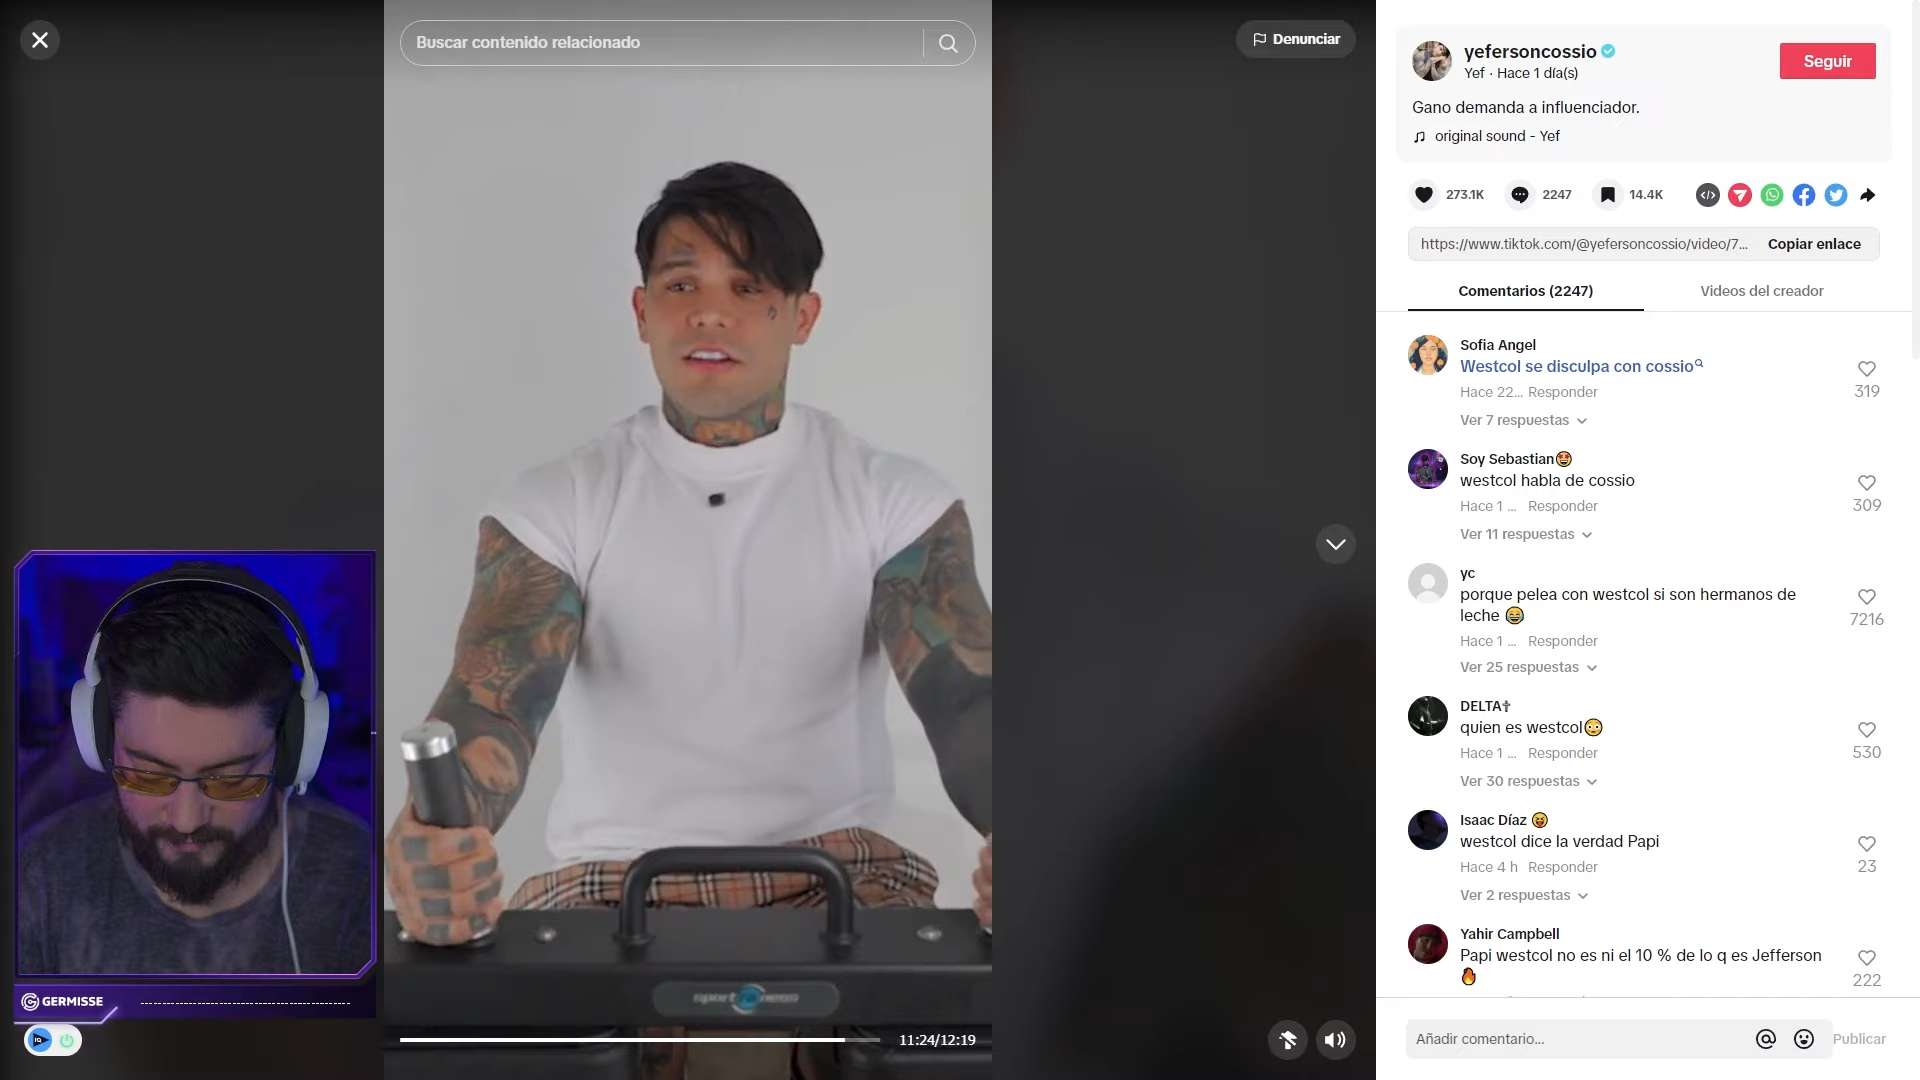 Buscar contenido relacionado
Denunciar
yefersoncossio
Yef · Hace 1 día(s)
Seguir
Gano demanda a influenciador.
original sound - Yef
273.1K
2247
14.4K
https://www.tiktok.com/@yefersoncossio/video/7...
Copiar enlace
Comentarios (2247)
Videos del creador
Sofia Angel
Westcol se disculpa con cossio
Hace 22... Responder
319
Ver 7 respuestas
Soy Sebastian🤩
westcol habla de cossio
Hace 1 ... Responder
309
Ver 11 respuestas
yc
porque pelea con westcol si son hermanos de
leche 😂
Hace 1 ... Responder
7216
Ver 25 respuestas
DELTA✝
quien es westcol😳
Hace 1 ... Responder
530
Ver 30 respuestas
Isaac Díaz 😝
westcol dice la verdad Papi
Hace 4 h Responder
23
Ver 2 respuestas
Yahir Campbell
Papi westcol no es ni el 10 % de lo q es Jefferson
🔥
222
GERMISSE
11:24/12:19
Añadir comentario...
Publicar